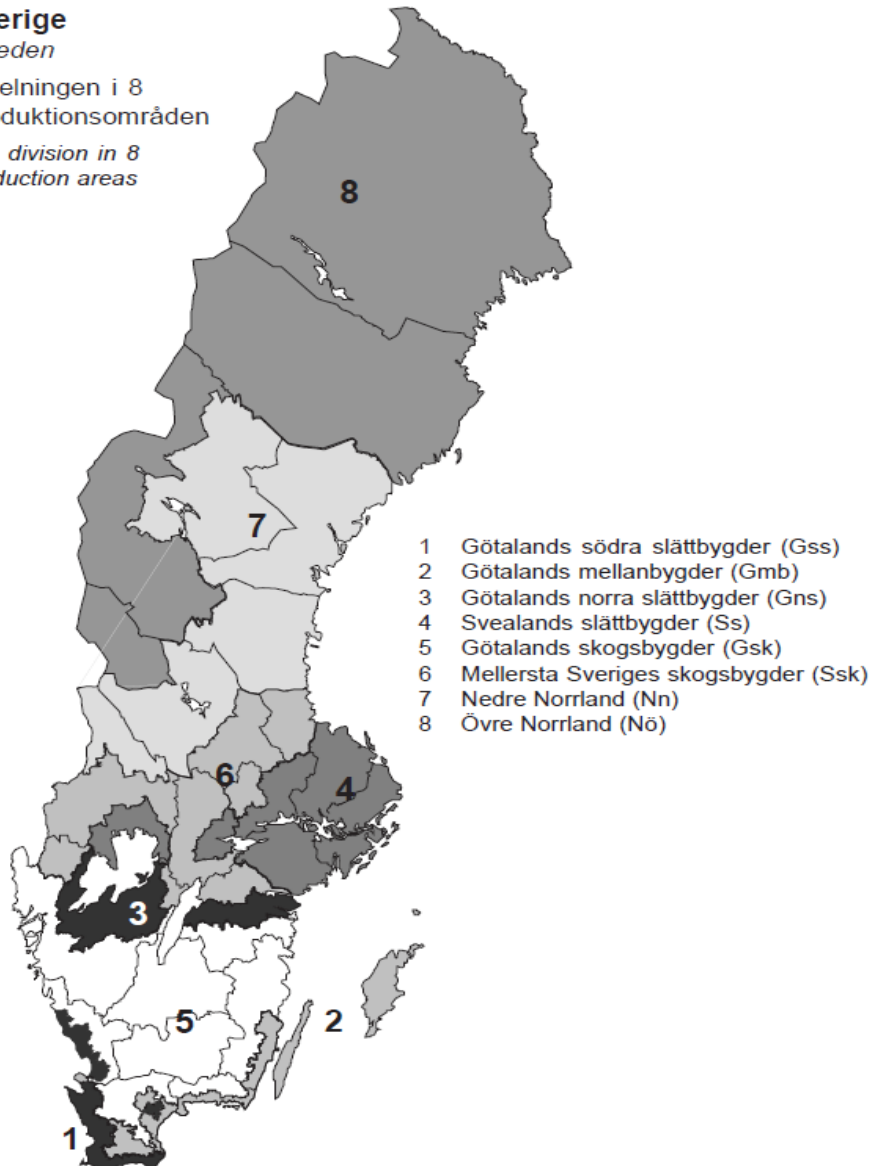 erige
eden
elningen i 8
oduktionsområden
division in 8
duction areas
8
7
1 Götalands södra slättbygder (Gss)
2 Götalands mellanbygder (Gmb)
3 Götalands norra slättbygder (Gns)
4 Svealands slättbygder (Ss)
5 Götalands skogsbygder (Gsk)
6 Mellersta Sveriges skogsbygder (Ssk)
7 Nedre Norrland (Nn)
8 Övre Norrland (Nö)
6
4
3
5
2
1